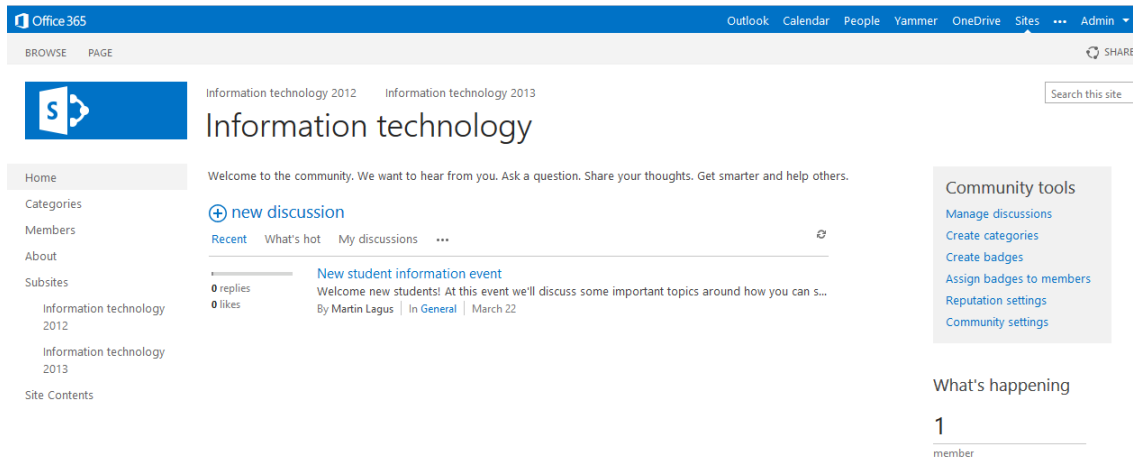 Office 365
Outlook Calendar People Yammer OneDrive Sites ••• Admin
BROWSE PAGE
SHARE
S
Information technology 2012 Information technology 2013
Search this site
Information technology
Home
Categories
Members
About
Subsites
Information technology
2012
Information technology
2013
Site Contents
Welcome to the community. We want to hear from you. Ask a question. Share your thoughts. Get smarter and help others.
new discussion
Recent What's hot My discussions •••
0 replies
0 likes
New student information event
Welcome new students! At this event we'll discuss some important topics around how you can s...
By Martin Lagus | In General | March 22
Community tools
Manage discussions
Create categories
Create badges
Assign badges to members
Reputation settings
Community settings
What's happening
1
member